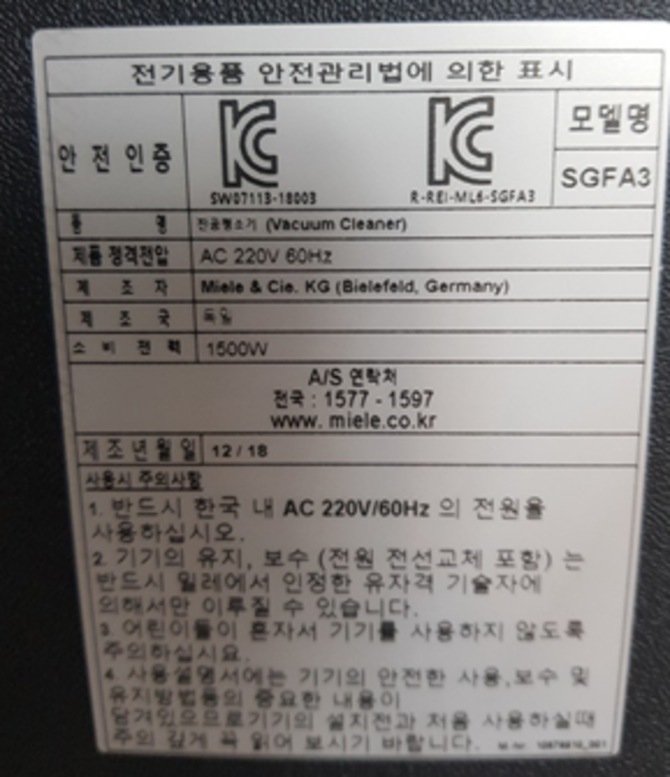 전기용품 안전관리법에 의한 표시
안전인증
KC
SW07113-18003
KC
R-REI-ML6-SGFA3
모델명
SGFA3
품 명 진공청소기 (Vacuum Cleaner)
제품 정격전압 AC 220V 60Hz
제 조 자 Miele & Cie. KG (Bielefeld, Germany)
제 조 국 독일
소 비 전 력 1500W
A/S 연락처
전국 : 1577 - 1597
www. miele.co.kr
제조년월일 12 / 18
사용시 주의사항
1. 반드시 한국 내 AC 220V/60Hz 의 전원을
사용하십시오.
2. 기기의 유지, 보수 (전원 전선교체 포함) 는
반드시 밀레에서 인정한 유자격 기술자에
의해서만 이루질 수 있습니다.
3. 어린이들이 혼자서 기기를 사용하지 않도록
주의하십시요.
4. 사용설명서에는 기기의 안전한 사용,보수 및
유지방법등의 중요한 내용이
담겨있으므로기기의 설치전과 처음 사용하실때
주의 깊게 꼭 읽어 보시기 바랍니다.